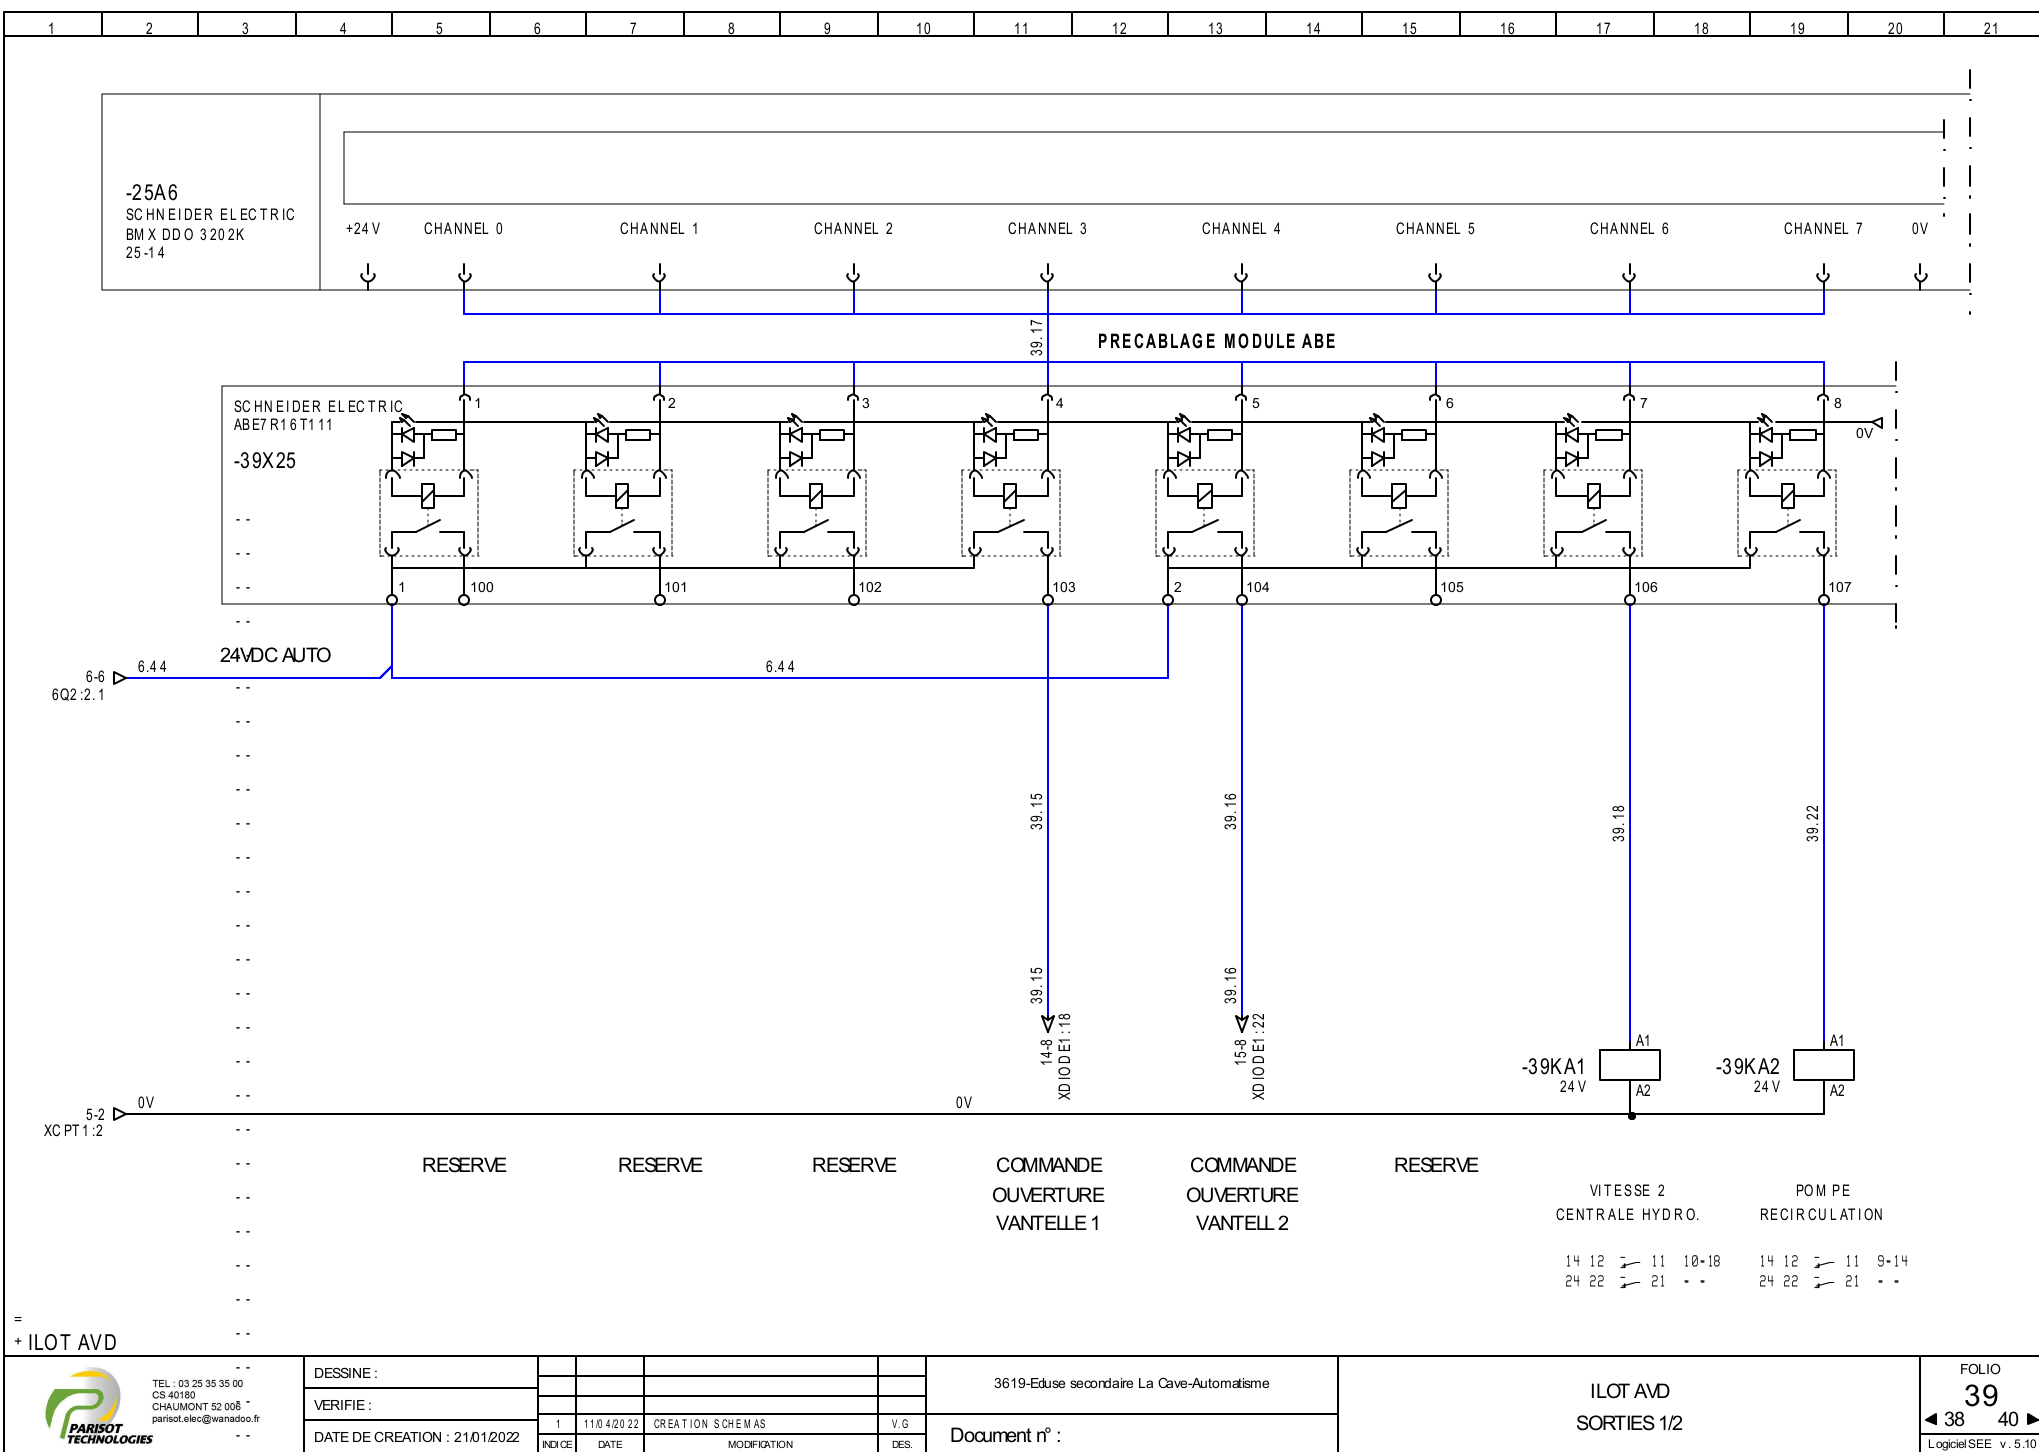 1 2 3 4 5 6 7 8 9 10 11 12 13 14 15 16 17 18 19 20 21
-25A6
SCHNEIDER ELECTRIC
BMX DDO 3202K
25-14
+24V CHANNEL 0 CHANNEL 1 CHANNEL 2 CHANNEL 3 CHANNEL 4 CHANNEL 5 CHANNEL 6 CHANNEL 7 0V
39.17
PRECABLAGE MODULE ABE
SCHNEIDER ELECTRIC
ABE7R16T111
-39X25
1 2 3 4 5 6 7 8
0V
1 100 101 102 103 2 104 105 106 107
24VDC AUTO
6-6 6.44 6.44
6Q2:2.1
39.15 39.16 39.18 39.22
39.15 39.16
14-8 XDIODE1:18
15-8 XDIODE1:22
-39KA1 A1
24V A2
-39KA2 A1
24V A2
5-2 0V 0V
XCPT1:2
RESERVE RESERVE RESERVE
COMMANDE
OUVERTURE
VANTELLE 1
COMMANDE
OUVERTURE
VANTELL 2
RESERVE
VITESSE 2
CENTRALE HYDRO.
POMPE
RECIRCULATION
14 12 11 10-18
24 22 21 - -
14 12 11 9-14
24 22 21 - -
=
+ ILOT AVD
PARISOT
TECHNOLOGIES
TEL : 03 25 35 35 00
CS 40180
CHAUMONT 52 006
parisot.elec@wanadoo.fr
DESSINE :
VERIFIE :
DATE DE CREATION : 21/01/2022
1 11/04/2022 CREATION SCHEMAS V.G
INDICE DATE MODIFICATION DES.
3619-Eduse secondaire La Cave-Automatisme
Document n° :
ILOT AVD
SORTIES 1/2
FOLIO
39
38 40
Logiciel SEE v. 5.10